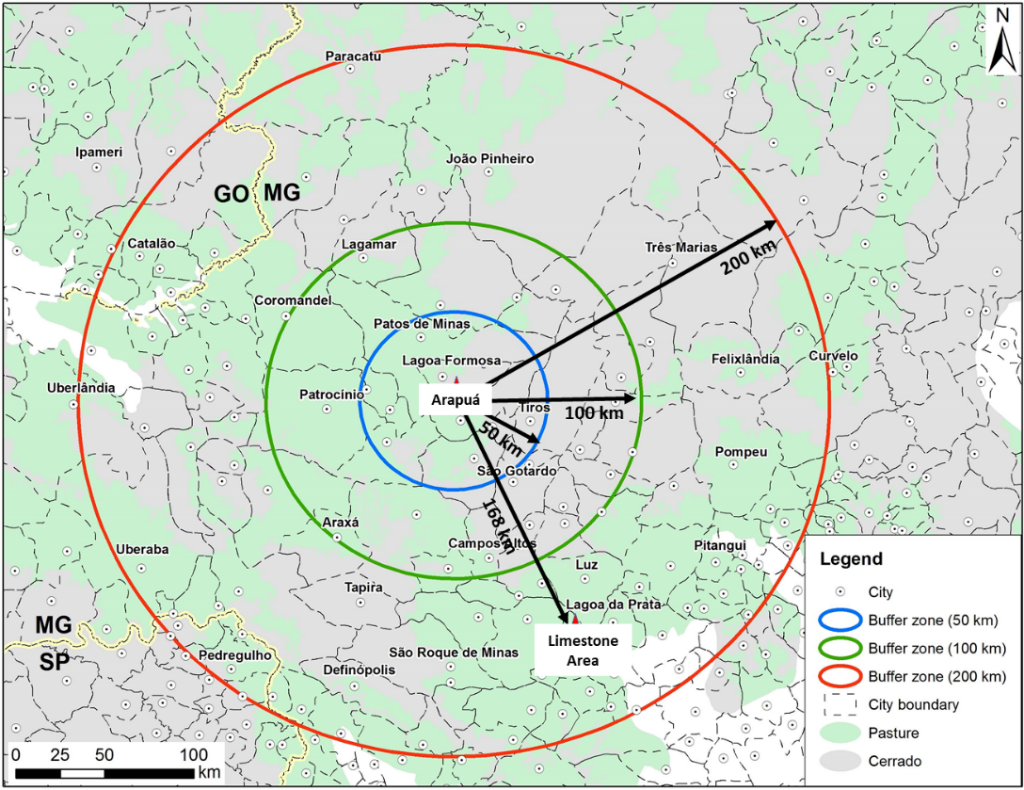 N
Paracatu
Ipameri
João Pinheiro
GO MG
Catalão
Lagamar
Três Marias
200 km
Coromandel
Patos de Minas
Lagoa Formosa
Felixlândia
Curvelo
Uberlândia
Patrocínio
Arapuá
Tiros
100 km
50 km
Pompeu
São Gotardo
168 km
Araxá
Campos Altos
Pitangui
Uberaba
Luz
Tapira
Lagoa da Prata
MG
SP
Limestone
Area
Pedregulho
São Roque de Minas
Definópolis
Legend
City
Buffer zone (50 km)
Buffer zone (100 km)
Buffer zone (200 km)
City boundary
Pasture
Cerrado
0 25 50 100
km